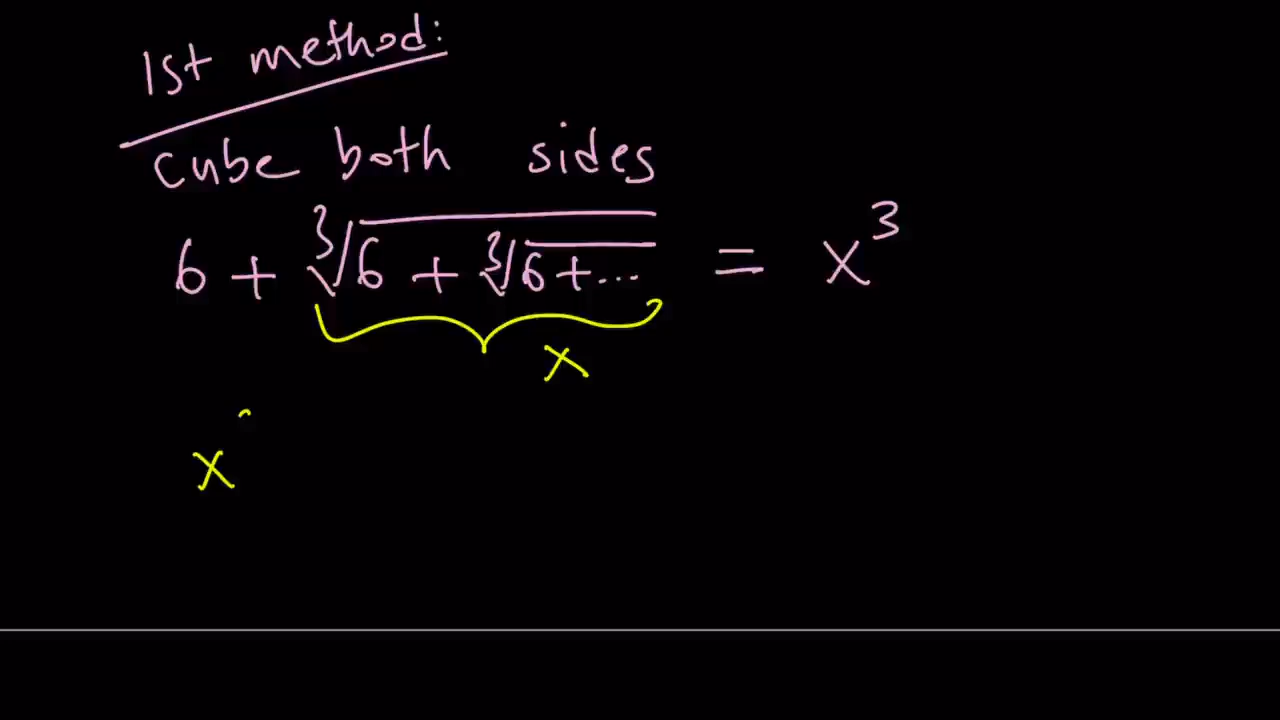 1st method:
cube both sides
6 + ∛(6 + ∛(6 + ...)) = x³
x
x